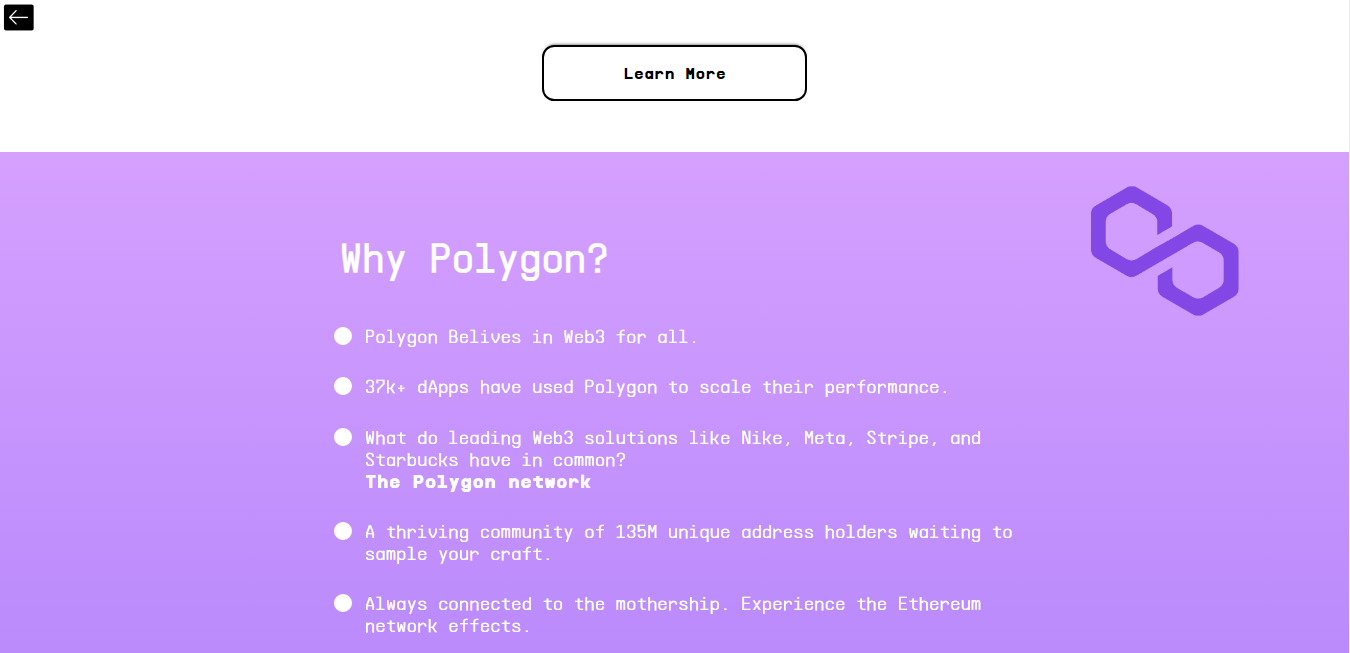 Learn More
Why Polygon?
Polygon Belives in Web3 for all.
37k+ dApps have used Polygon to scale their performance.
What do leading Web3 solutions like Nike, Meta, Stripe, and
Starbucks have in common?
The Polygon network
A thriving community of 135M unique address holders waiting to
sample your craft.
Always connected to the mothership. Experience the Ethereum
network effects.